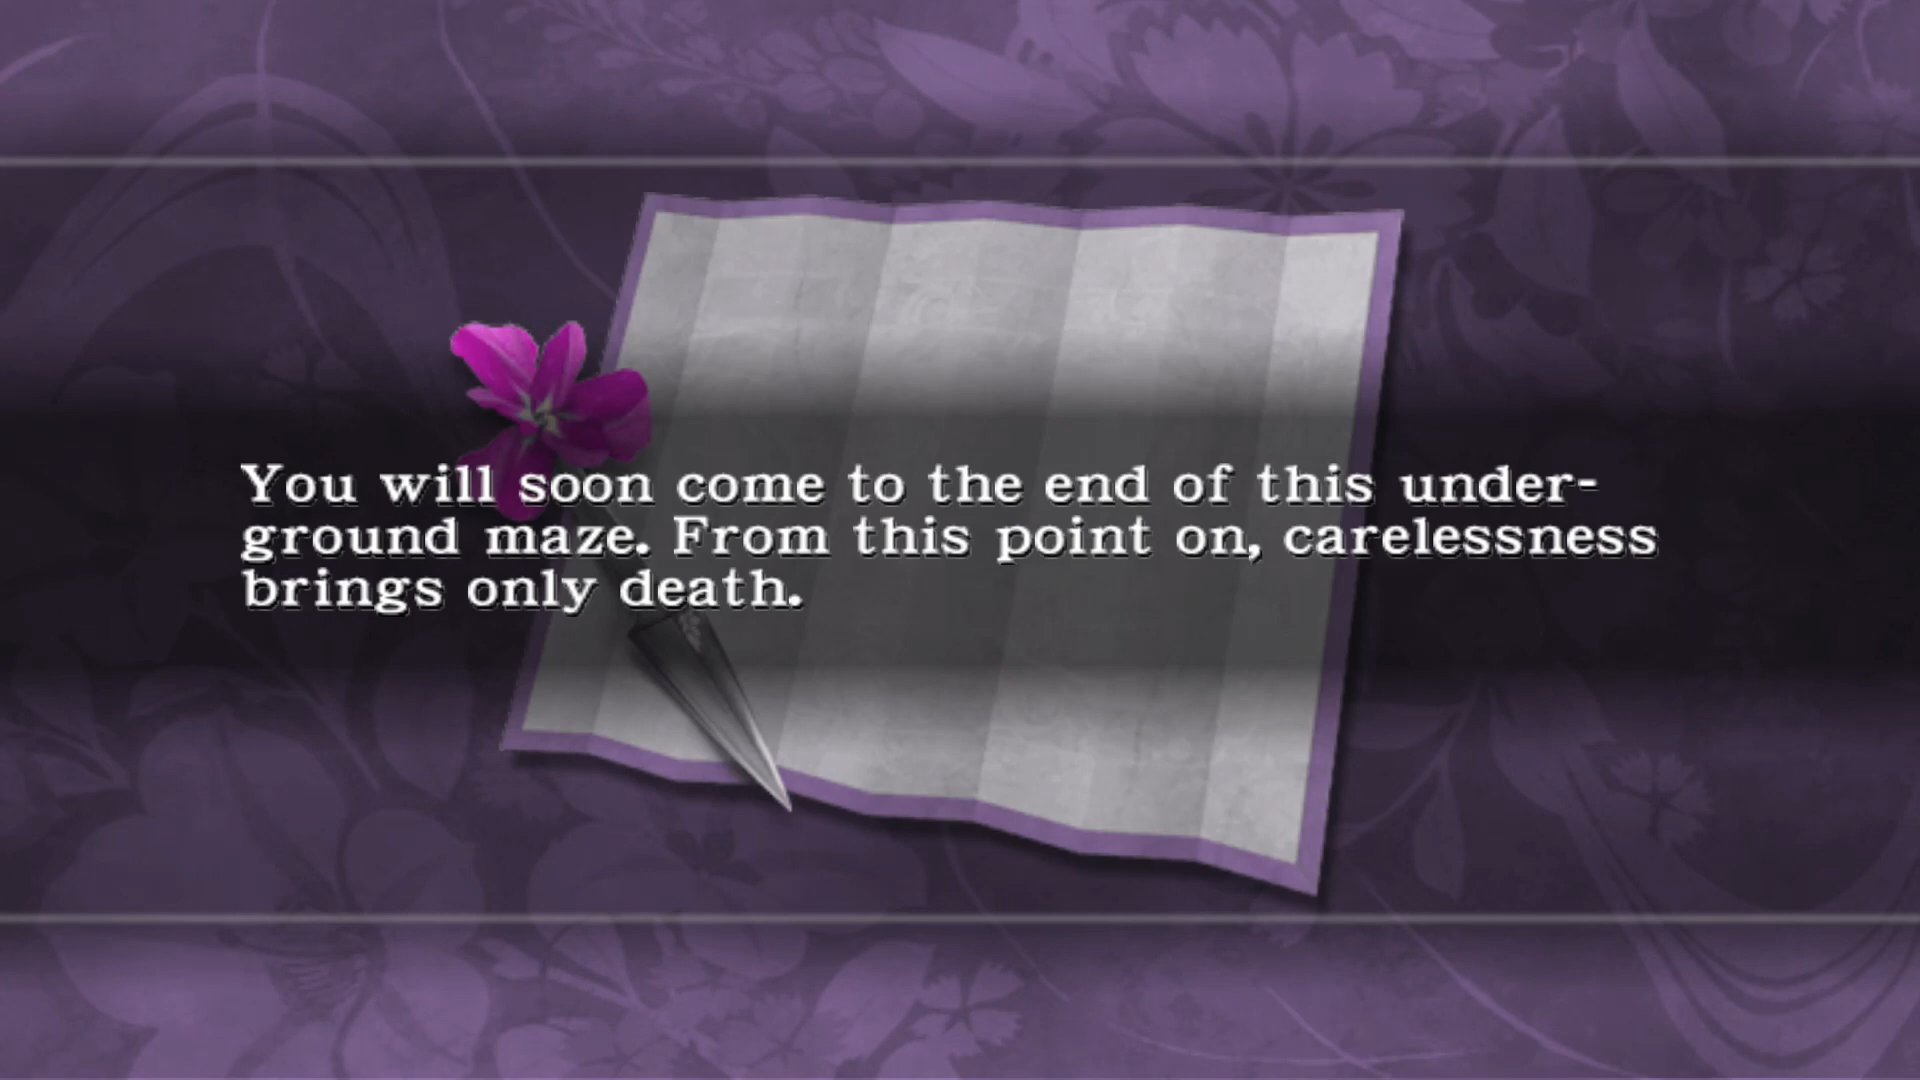 You will soon come to the end of this under-
ground maze. From this point on, carelessness
brings only death.